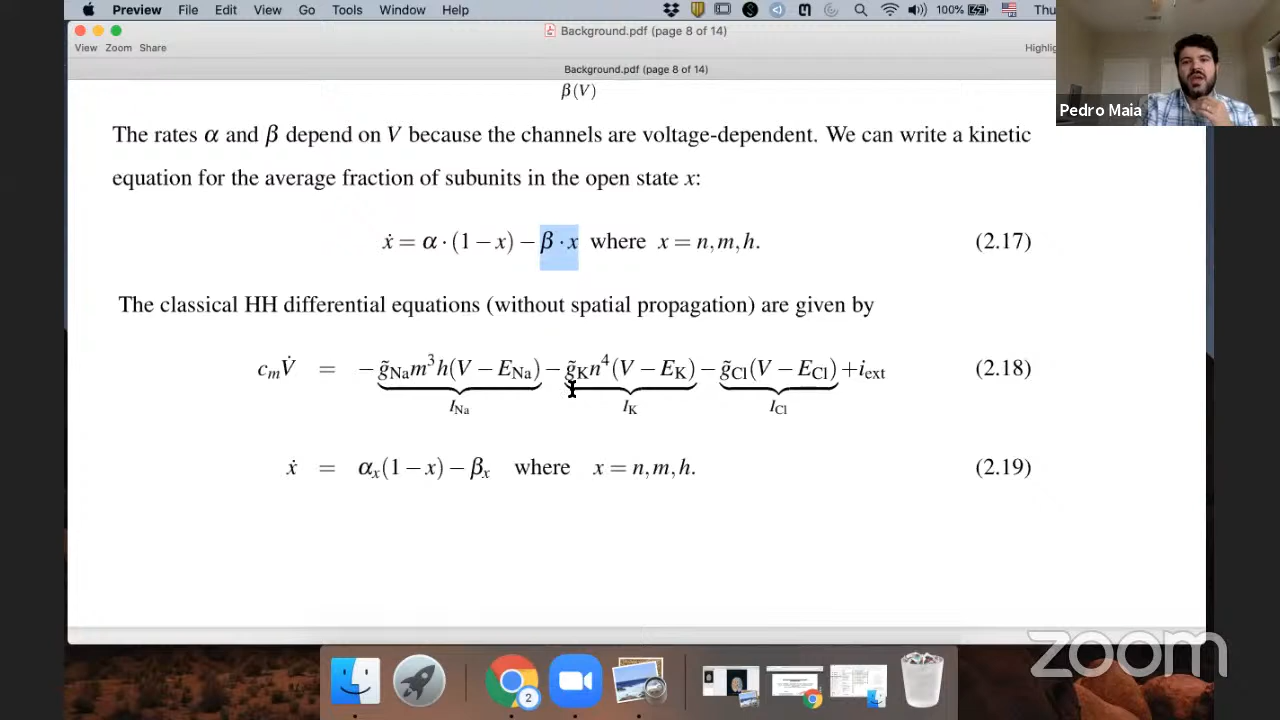 Preview File Edit View Go Tools Window Help 100% Thu
Background.pdf (page 8 of 14)
View Zoom Share
Background.pdf (page 8 of 14)
Pedro Maia
β(V)
The rates α and β depend on V because the channels are voltage-dependent. We can write a kinetic
equation for the average fraction of subunits in the open state x:
ẋ = α · (1 − x) − β · x where x = n, m, h. (2.17)
The classical HH differential equations (without spatial propagation) are given by
c_m V̇ = − g̃_Na m³h(V − E_Na) − g̃_K n⁴(V − E_K) − g̃_Cl(V − E_Cl) + i_ext (2.18)
I_Na I_K I_Cl
ẋ = α_x(1 − x) − β_x where x = n, m, h. (2.19)
zoom
2